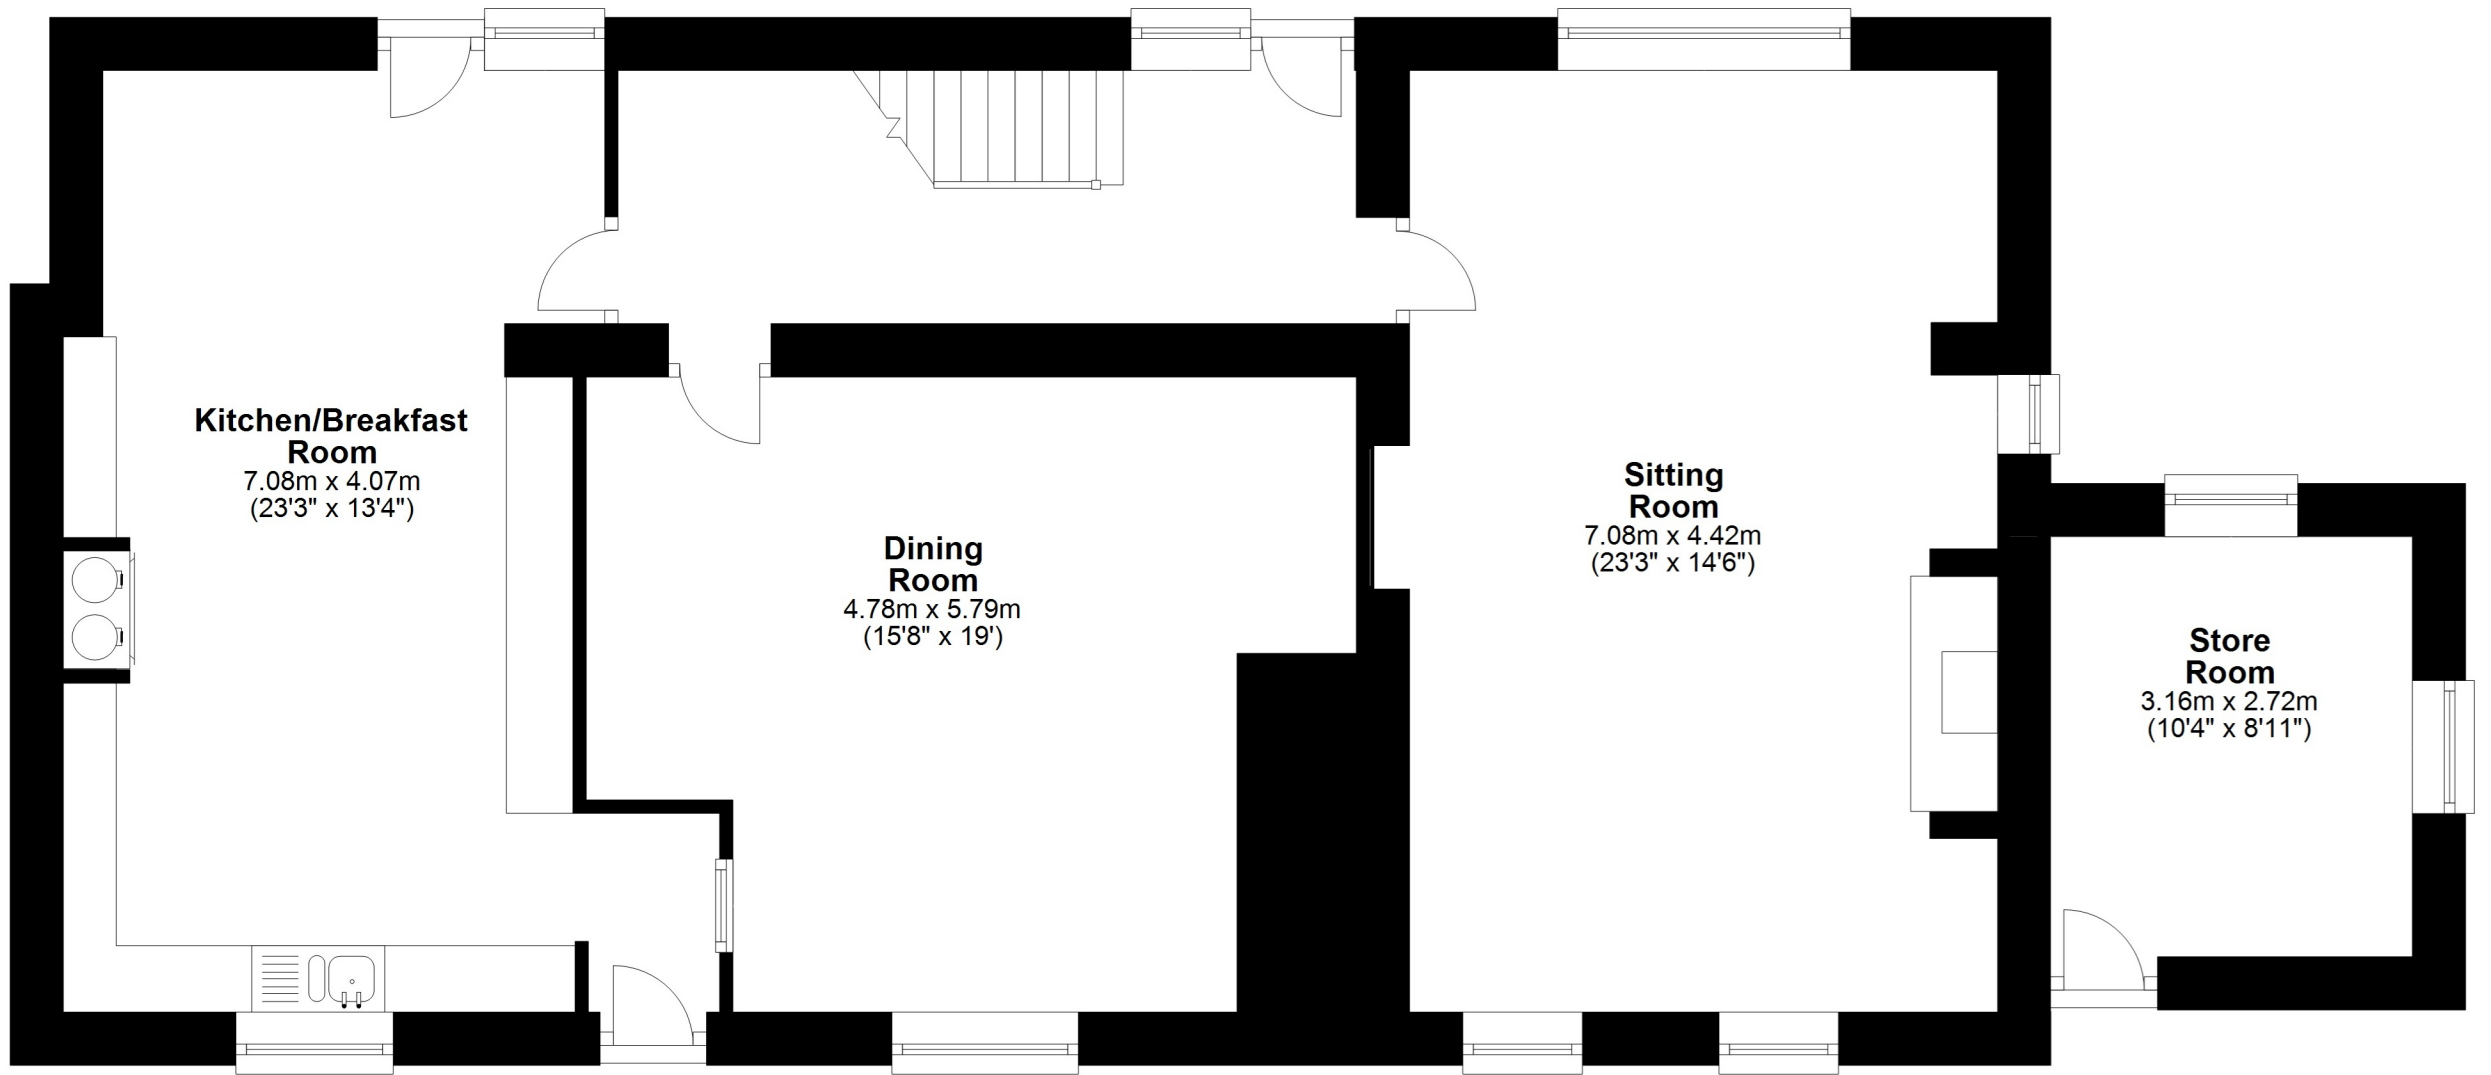 Kitchen/Breakfast
Room
7.08m x 4.07m
(23'3" x 13'4")
Dining
Room
4.78m x 5.79m
(15'8" x 19')
Sitting
Room
7.08m x 4.42m
(23'3" x 14'6")
Store
Room
3.16m x 2.72m
(10'4" x 8'11")